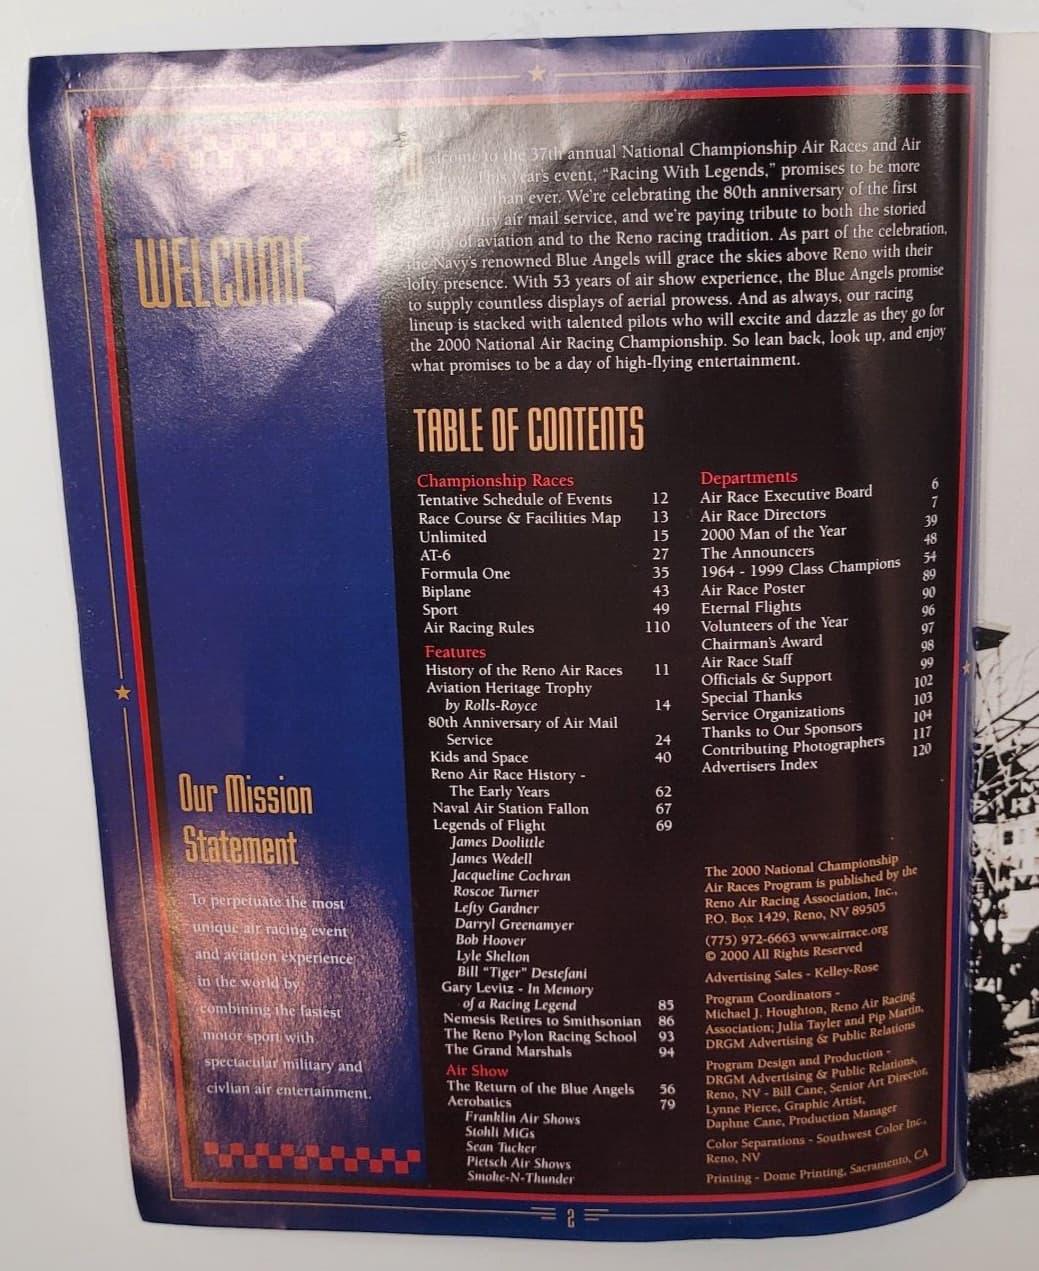 WELCOME
Welcome to the 37th annual National Championship Air Races and Air
This year's event, “Racing With Legends,” promises to be more
than ever. We're celebrating the 80th anniversary of the first
air mail service, and we're paying tribute to both the storied
of aviation and to the Reno racing tradition. As part of the celebration,
the Navy's renowned Blue Angels will grace the skies above Reno with their
lofty presence. With 53 years of air show experience, the Blue Angels promise
to supply countless displays of aerial prowess. And as always, our racing
lineup is stacked with talented pilots who will excite and dazzle as they go for
the 2000 National Air Racing Championship. So lean back, look up, and enjoy
what promises to be a day of high-flying entertainment.
TABLE OF CONTENTS
Championship Races
Tentative Schedule of Events 12
Race Course & Facilities Map 13
Unlimited 15
AT-6 27
Formula One 35
Biplane 43
Sport 49
Air Racing Rules 110
Features
History of the Reno Air Races 11
Aviation Heritage Trophy
by Rolls-Royce 14
80th Anniversary of Air Mail
Service 24
Kids and Space 40
Reno Air Race History -
The Early Years 62
Naval Air Station Fallon 67
Legends of Flight 69
James Doolittle
James Wedell
Jacqueline Cochran
Roscoe Turner
Lefty Gardner
Darryl Greenamyer
Bob Hoover
Lyle Shelton
Bill “Tiger” Destefani
Gary Levitz - In Memory
of a Racing Legend 85
Nemesis Retires to Smithsonian 86
The Reno Pylon Racing School 93
The Grand Marshals 94
Air Show
The Return of the Blue Angels 56
Aerobatics 79
Franklin Air Shows
Stohli MiGs
Sean Tucker
Pietsch Air Shows
Smoke-N-Thunder
Departments
Air Race Executive Board 6
Air Race Directors 7
2000 Man of the Year 39
The Announcers 48
1964 - 1999 Class Champions 54
Air Race Poster 89
Eternal Flights 90
Volunteers of the Year 96
Chairman's Award 97
Air Race Staff 98
Officials & Support 99
Special Thanks 102
Service Organizations 103
Thanks to Our Sponsors 104
Contributing Photographers 117
Advertisers Index 120
The 2000 National Championship
Air Races Program is published by the
Reno Air Racing Association, Inc.,
P.O. Box 1429, Reno, NV 89505
(775) 972-6663 www.airrace.org
© 2000 All Rights Reserved
Advertising Sales - Kelley-Rose
Program Coordinators -
Michael J. Houghton, Reno Air Racing
Association; Julia Tayler and Pip Martin,
DRGM Advertising & Public Relations
Program Design and Production -
DRGM Advertising & Public Relations,
Reno, NV - Bill Cane, Senior Art Director,
Lynne Pierce, Graphic Artist,
Daphne Cane, Production Manager
Color Separations - Southwest Color Inc.,
Reno, NV
Printing - Dome Printing, Sacramento, CA
Our Mission
Statement
To perpetuate the most
unique air racing event
and aviation experience
in the world by
combining the fastest
motor sport with
spectacular military and
civlian air entertainment.
2